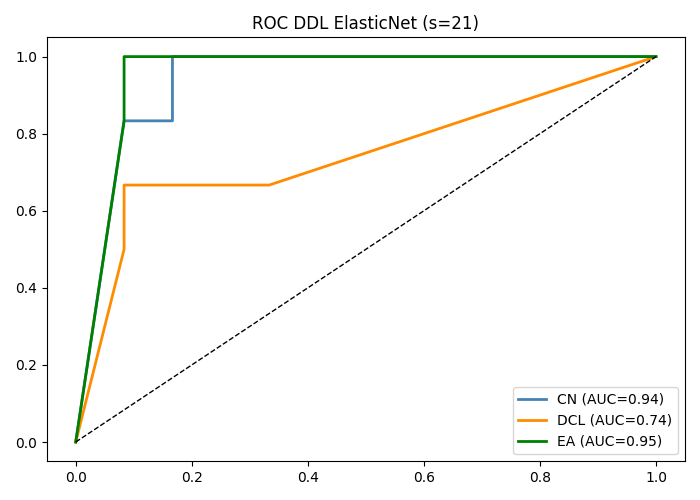 ROC DDL ElasticNet (s=21)
1.0
0.8
0.6
0.4
0.2
0.0
0.0 0.2 0.4 0.6 0.8 1.0
CN (AUC=0.94)
DCL (AUC=0.74)
EA (AUC=0.95)